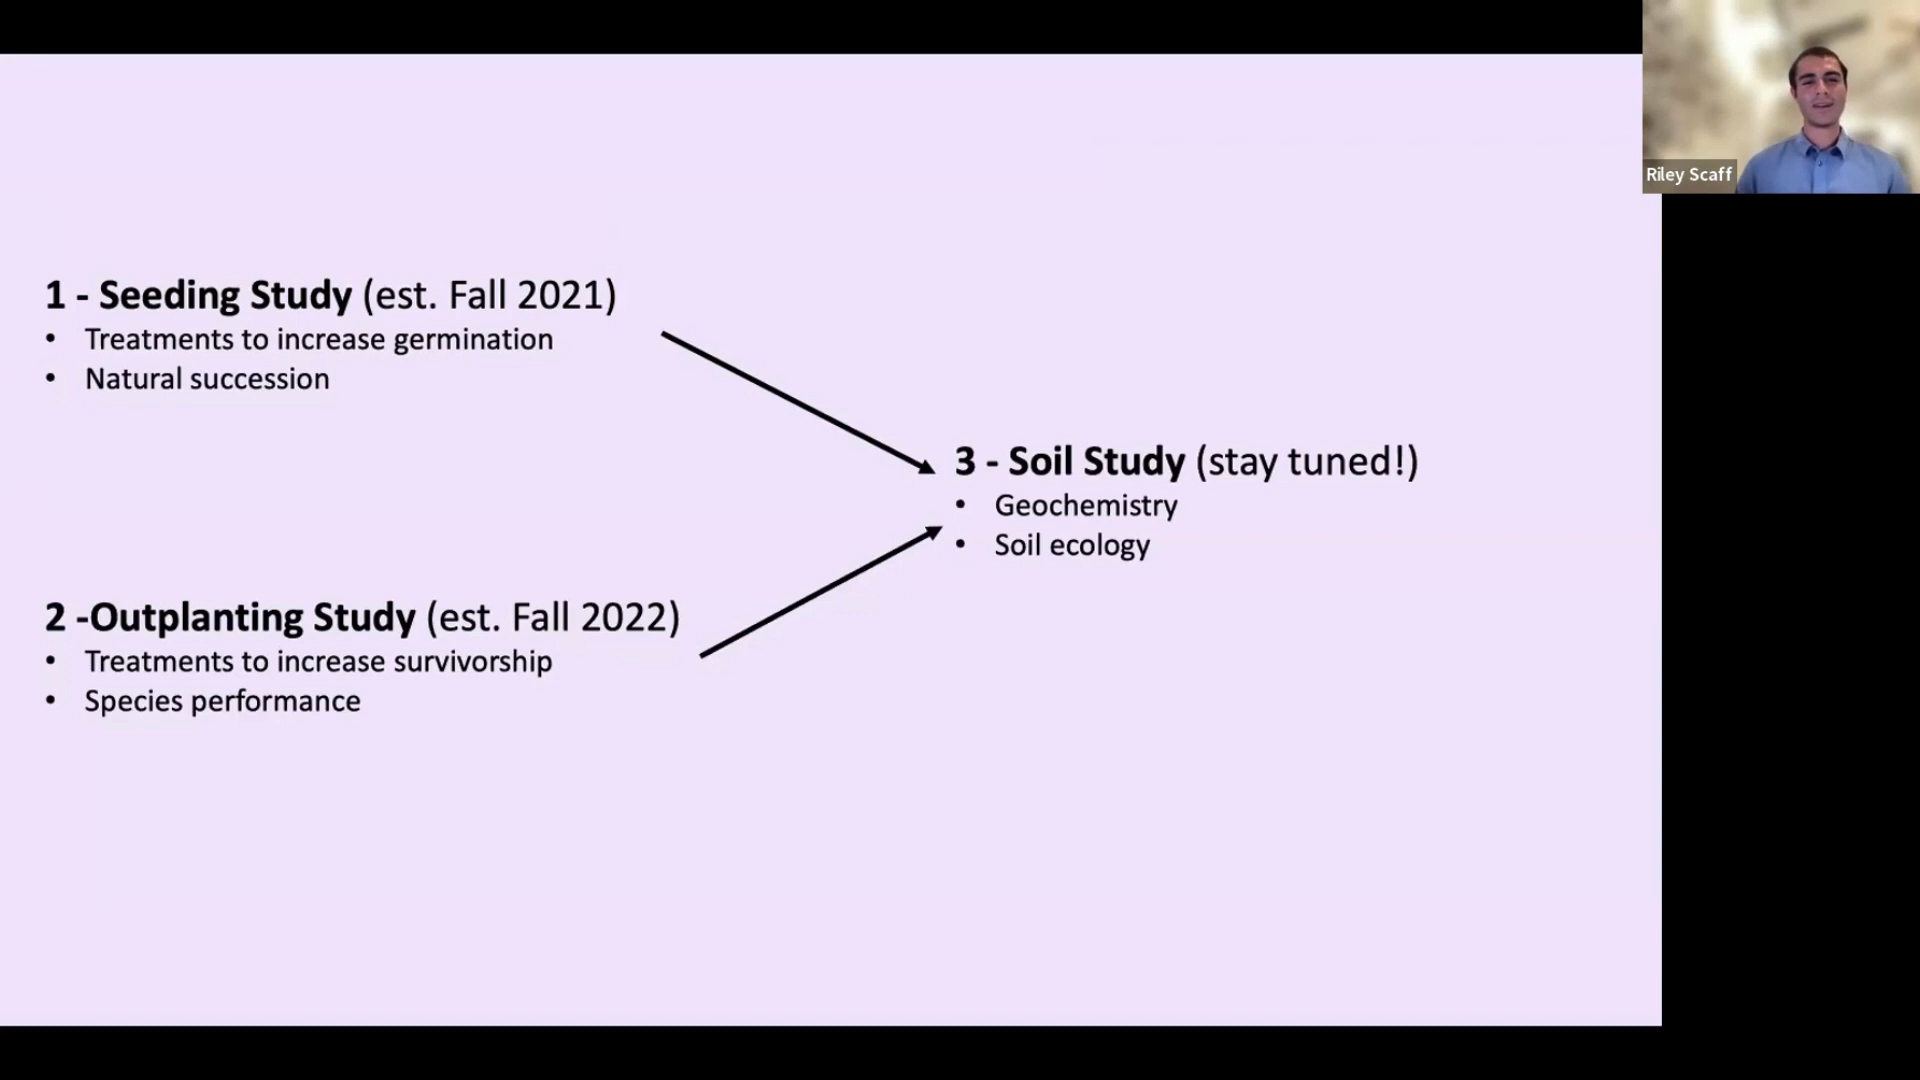 1 - Seeding Study (est. Fall 2021)
• Treatments to increase germination
• Natural succession
2 -Outplanting Study (est. Fall 2022)
• Treatments to increase survivorship
• Species performance
3 - Soil Study (stay tuned!)
• Geochemistry
• Soil ecology
Riley Scaff